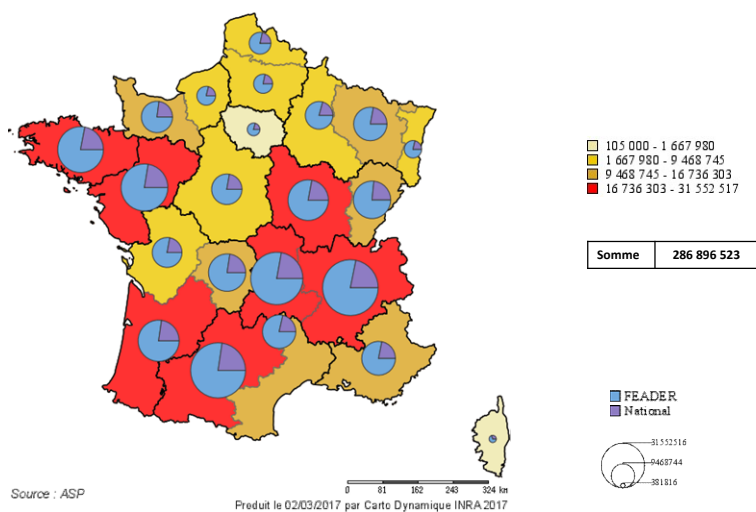 105 000 - 1 667 980
1 667 980 - 9 468 745
9 468 745 - 16 736 303
16 736 303 - 31 552 517
Somme 286 896 523
FEADER
National
31552516
9468744
381816
Source : ASP
0 81 162 243 324 km
Preduit le 02/03/2017 par Carto Dynamique INRA 2017